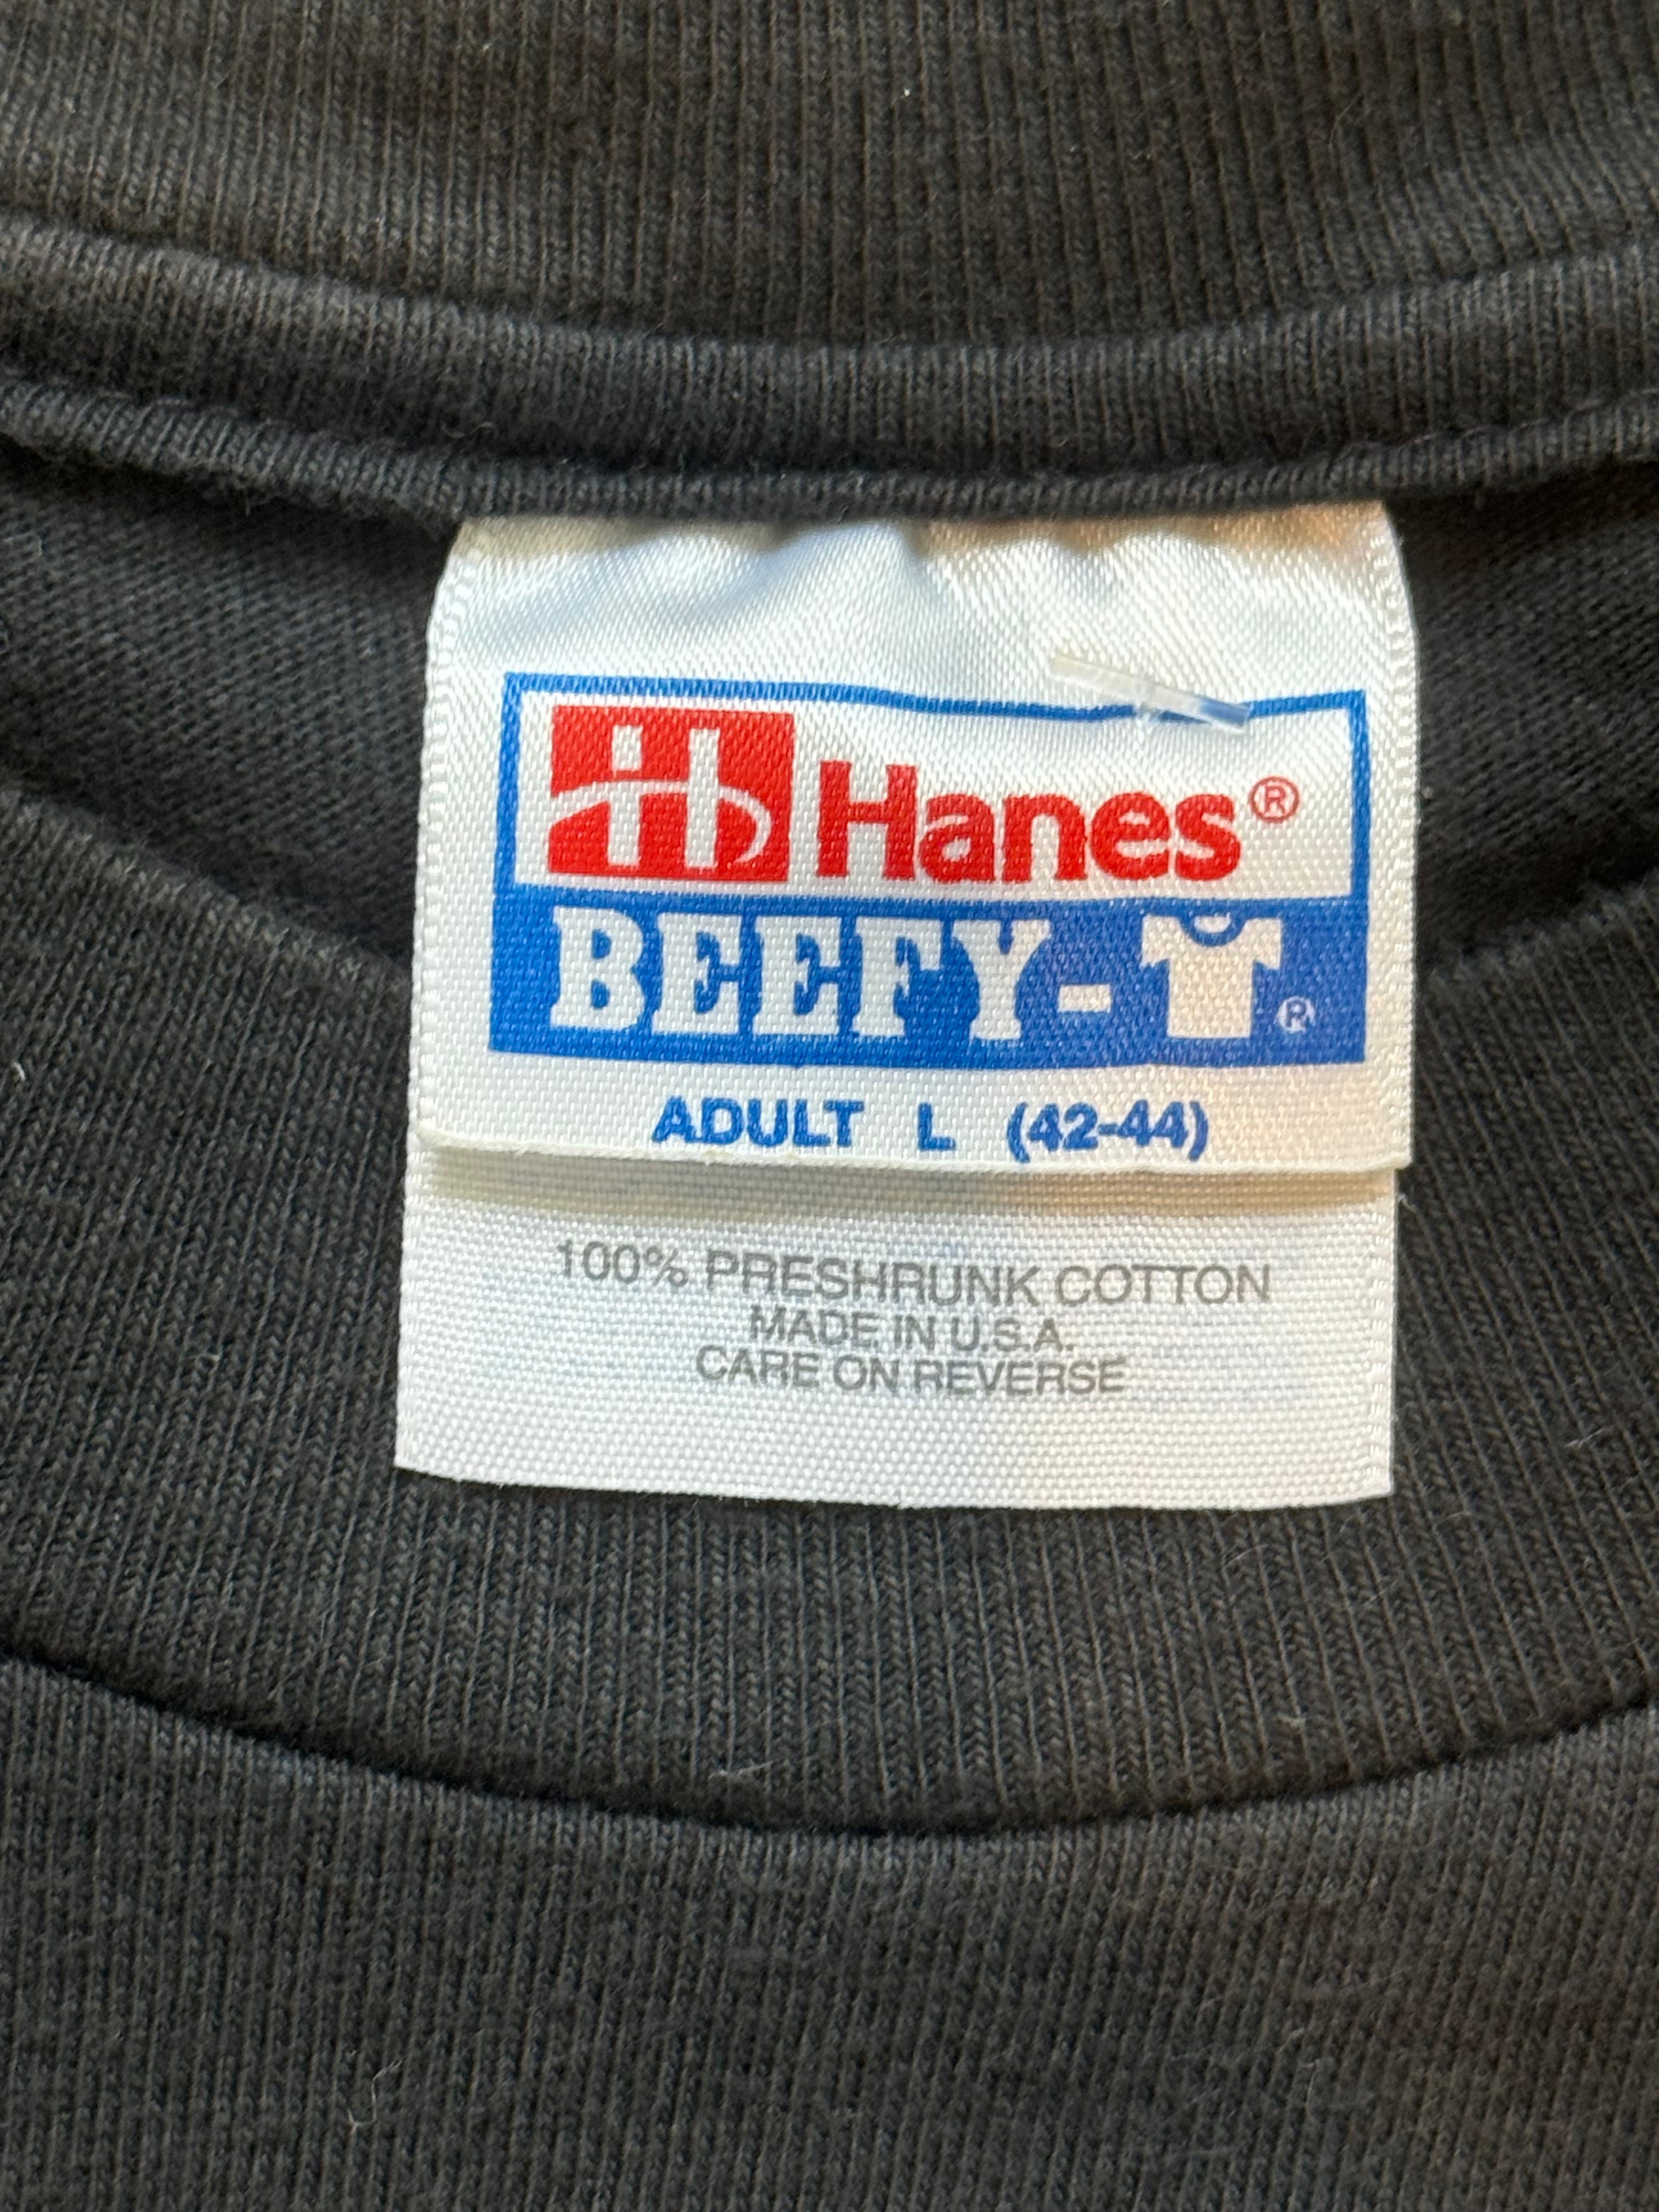 Hanes®
BEEFY-T®
ADULT L (42-44)
100% PRESHRUNK COTTON
MADE IN U.S.A.
CARE ON REVERSE